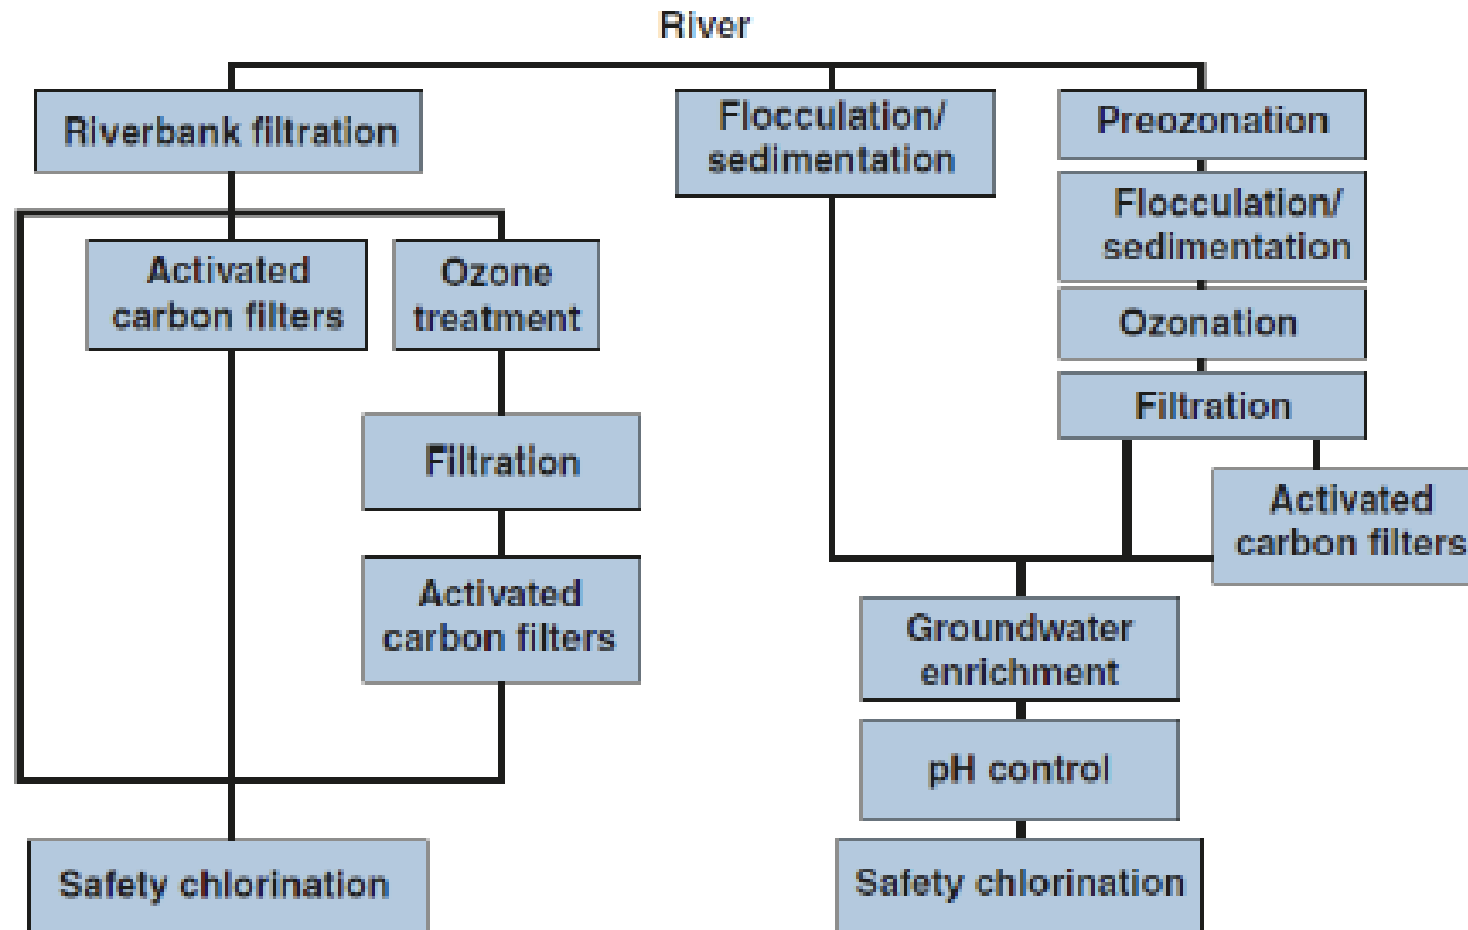 River
Riverbank filtration
Flocculation/
sedimentation
Preozonation
Flocculation/
sedimentation
Activated
carbon filters
Ozone
treatment
Ozonation
Filtration
Filtration
Activated
carbon filters
Activated
carbon filters
Groundwater
enrichment
pH control
Safety chlorination
Safety chlorination